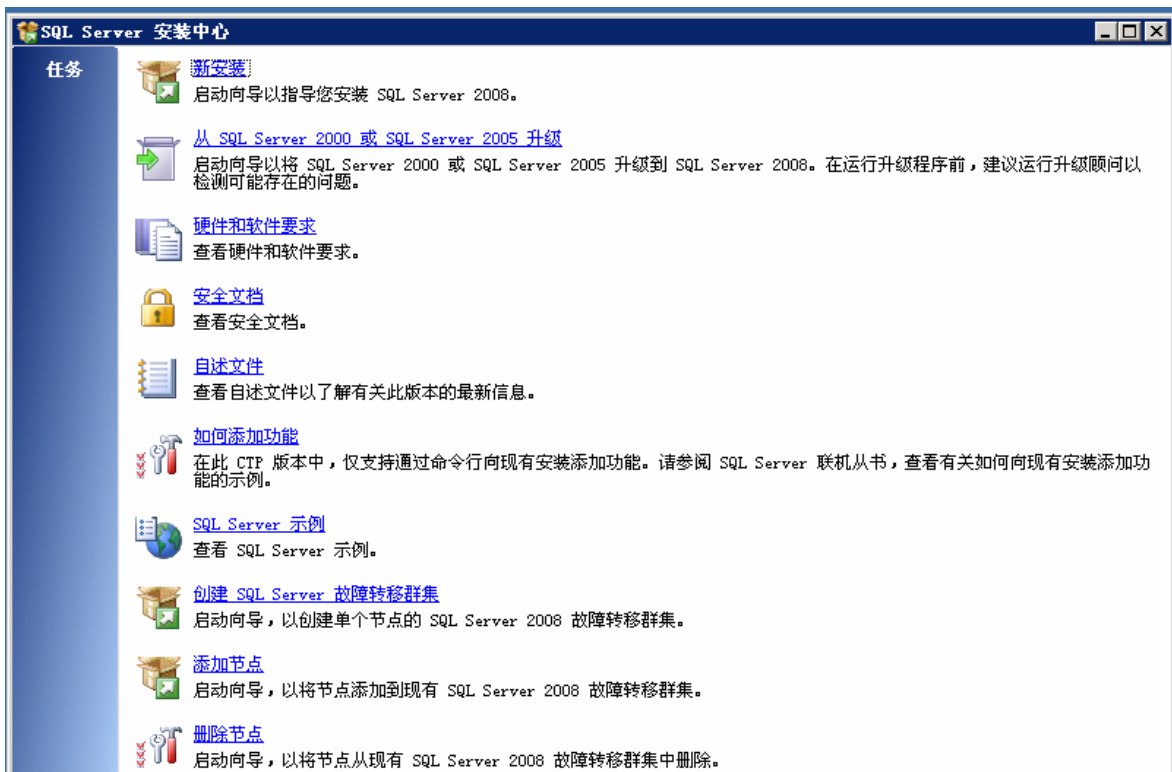 SQL Server 安装中心
任务
新安装
启动向导以指导您安装 SQL Server 2008。
从 SQL Server 2000 或 SQL Server 2005 升级
启动向导以将 SQL Server 2000 或 SQL Server 2005 升级到 SQL Server 2008。在运行升级程序前，建议运行升级顾问以
检测可能存在的问题。
硬件和软件要求
查看硬件和软件要求。
安全文档
查看安全文档。
自述文件
查看自述文件以了解有关此版本的最新信息。
如何添加功能
在此 CTP 版本中，仅支持通过命令行向现有安装添加功能。请参阅 SQL Server 联机丛书，查看有关如何向现有安装添加功
能的示例。
SQL Server 示例
查看 SQL Server 示例。
创建 SQL Server 故障转移群集
启动向导，以创建单个节点的 SQL Server 2008 故障转移群集。
添加节点
启动向导，以将节点添加到现有 SQL Server 2008 故障转移群集。
删除节点
启动向导，以将节点从现有 SQL Server 2008 故障转移群集中删除。